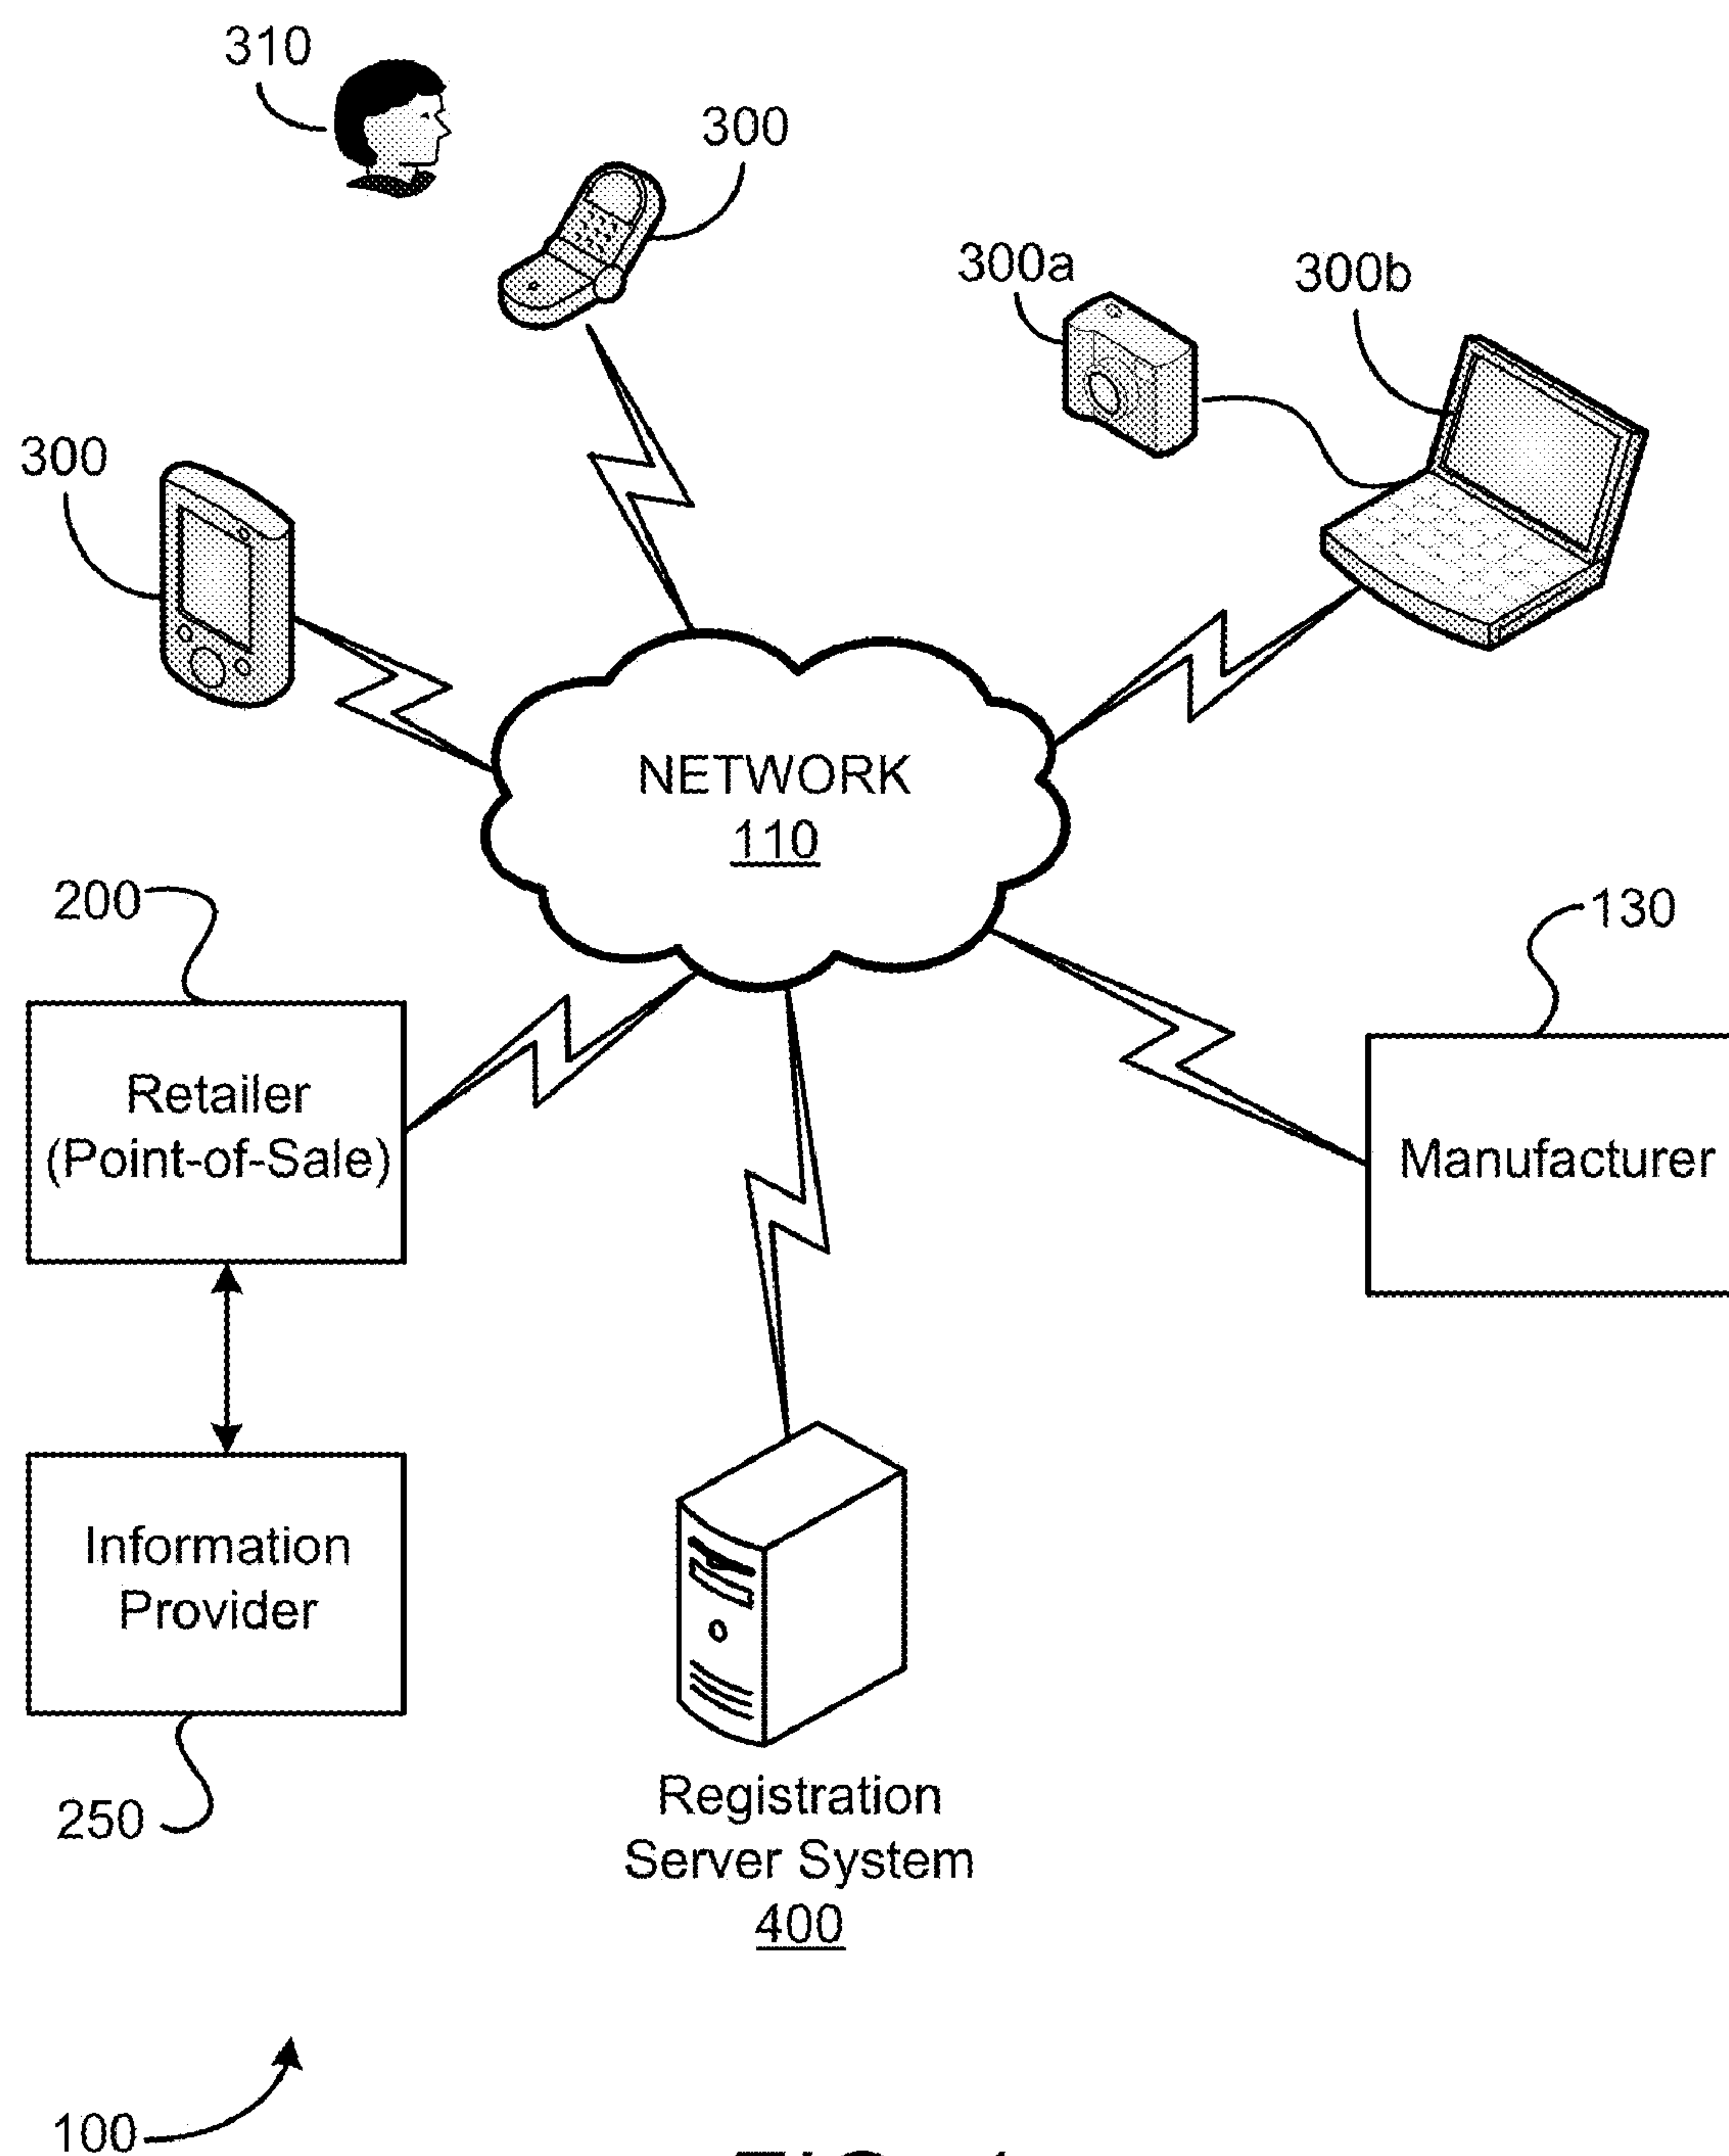 310
300
300a
300b
300
NETWORK
110
200
130
Retailer
(Point-of-Sale)
Manufacturer
Information
Provider
250
Registration
Server System
400
100